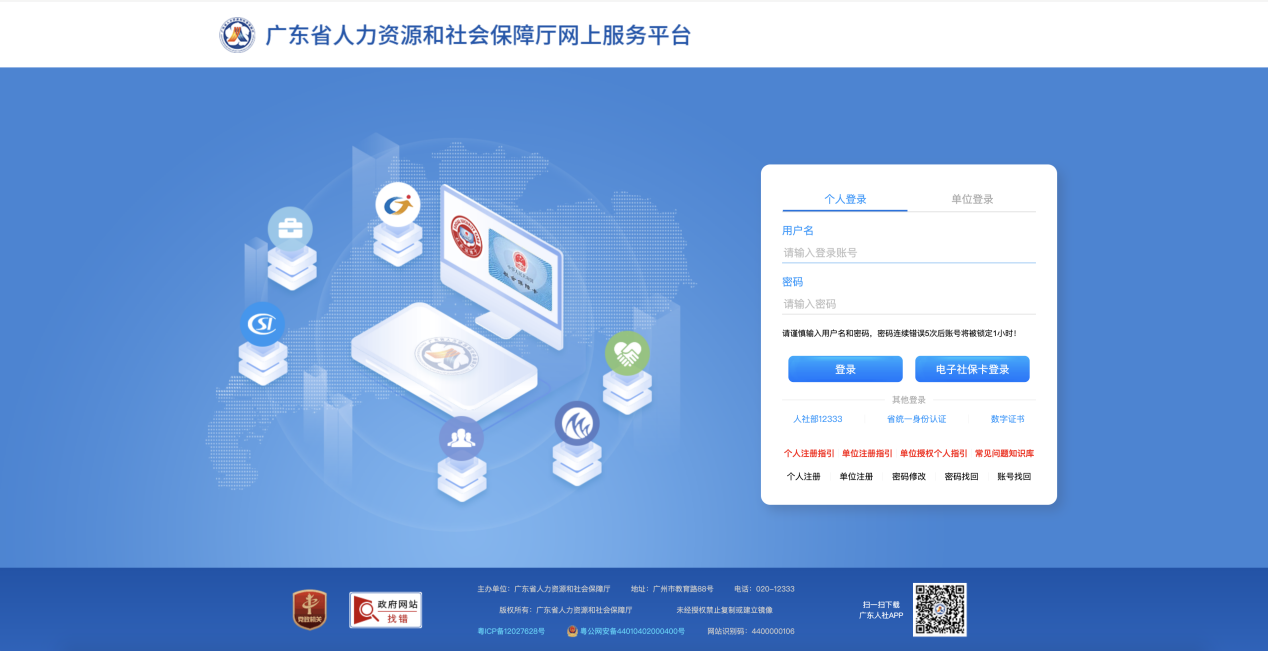 广东省人力资源和社会保障厅网上服务平台
个人登录 单位登录
用户名
请输入登录账号
密码
请输入密码
请谨慎输入用户名和密码，密码连续错误5次后账号将被锁定1小时！
登录 电子社保卡登录
其他登录
人社部12333 省统一身份认证 数字证书
个人注册指引 单位注册指引 单位授权个人指引 常见问题知识库
个人注册 单位注册 密码修改 密码找回 账号找回
社会保障卡
党政机关
政府网站
找错
主办单位：广东省人力资源和社会保障厅 地址：广州市教育路88号 电话：020-12333
版权所有：广东省人力资源和社会保障厅 未经授权禁止复制或建立镜像
粤ICP备12027628号 粤公网安备44010402000400号 网站识别码：4400000106
扫一扫下载
广东人社APP